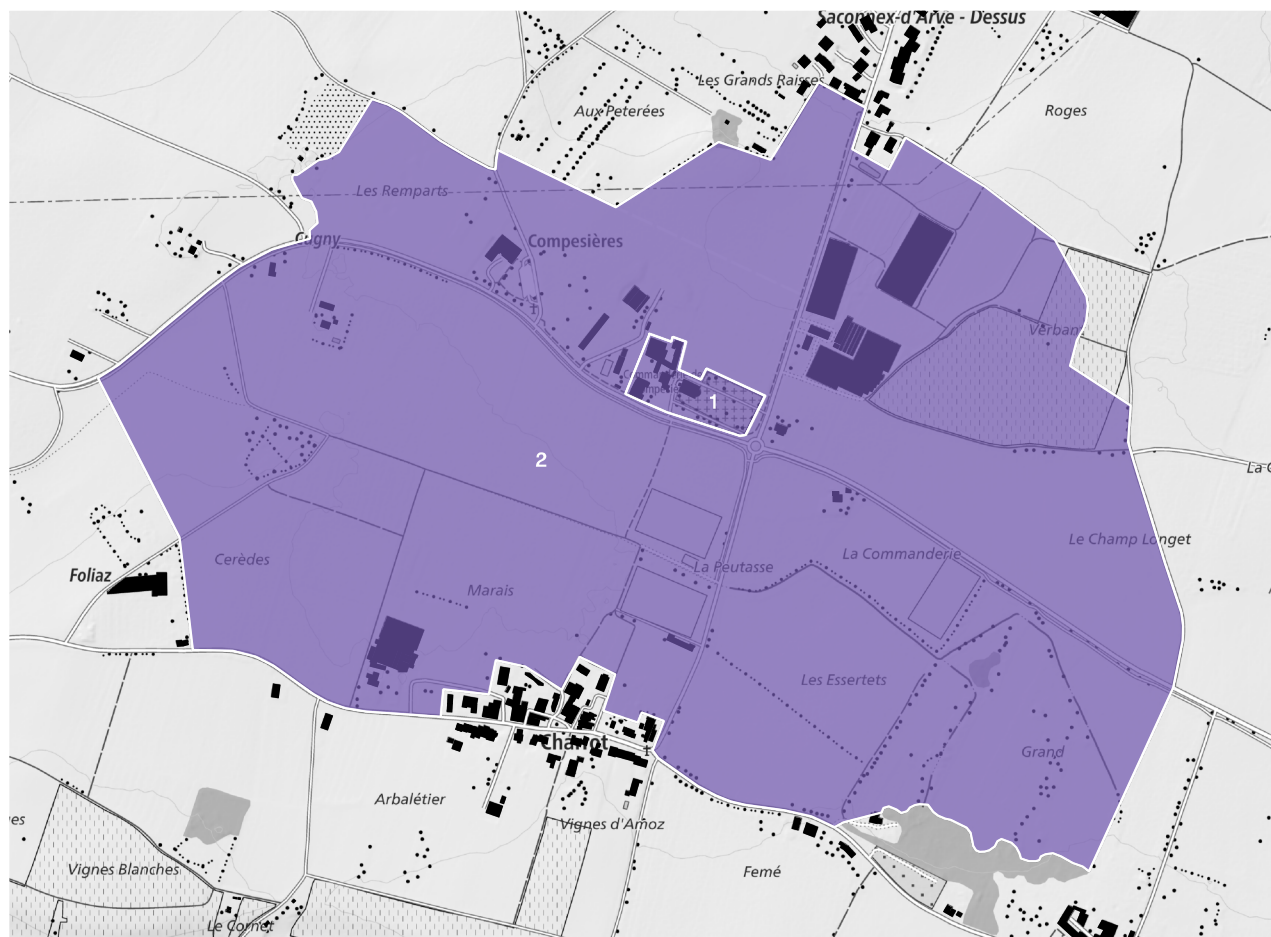 Saconnex-d'Arve - Dessus
Les Grands Raisses
Aux Peterées
Roges
Les Remparts
Cugny
Compesières
Verbant
1
2
La C
Le Champ Longet
La Commanderie
Cerèdes
La Peutasse
Foliaz
Marais
Les Essertets
Charrot
Grand
Arbalétier
Vignes d'Amoz
nes
Vignes Blanches
Femé
Le Cornet